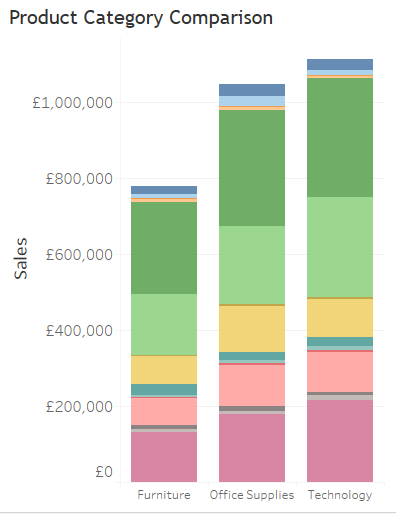 Product Category Comparison
£1,000,000
£800,000
£600,000
£400,000
£200,000
£0
Sales
Furniture Office Supplies Technology